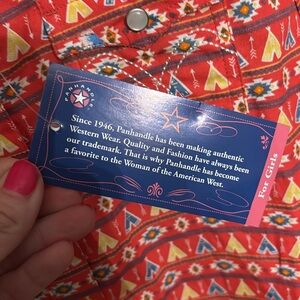 PANHANDLE
Since 1946, Panhandle has been making authentic
Western Wear. Quality and Fashion have always been
our trademark. That is why Panhandle has become
a favorite to the Woman of the American West.
For Girls